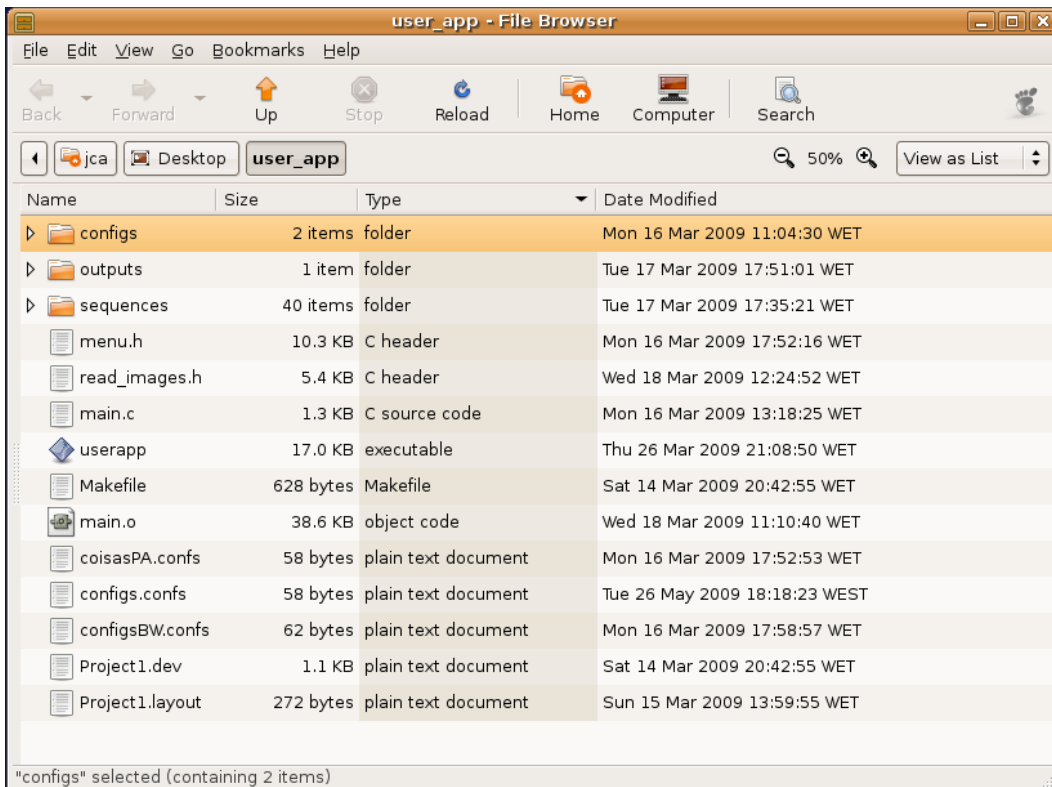 user_app - File Browser
File Edit View Go Bookmarks Help
Back Forward Up Stop Reload Home Computer Search
jca Desktop user_app 50% View as List
Name Size Type Date Modified
configs 2 items folder Mon 16 Mar 2009 11:04:30 WET
outputs 1 item folder Tue 17 Mar 2009 17:51:01 WET
sequences 40 items folder Tue 17 Mar 2009 17:35:21 WET
menu.h 10.3 KB C header Mon 16 Mar 2009 17:52:16 WET
read_images.h 5.4 KB C header Wed 18 Mar 2009 12:24:52 WET
main.c 1.3 KB C source code Mon 16 Mar 2009 13:18:25 WET
userapp 17.0 KB executable Thu 26 Mar 2009 21:08:50 WET
Makefile 628 bytes Makefile Sat 14 Mar 2009 20:42:55 WET
main.o 38.6 KB object code Wed 18 Mar 2009 11:10:40 WET
coisasPA.confs 58 bytes plain text document Mon 16 Mar 2009 17:52:53 WET
configs.confs 58 bytes plain text document Tue 26 May 2009 18:18:23 WEST
configsBW.confs 62 bytes plain text document Mon 16 Mar 2009 17:58:57 WET
Project1.dev 1.1 KB plain text document Sat 14 Mar 2009 20:42:55 WET
Project1.layout 272 bytes plain text document Sun 15 Mar 2009 13:59:55 WET
"configs" selected (containing 2 items)